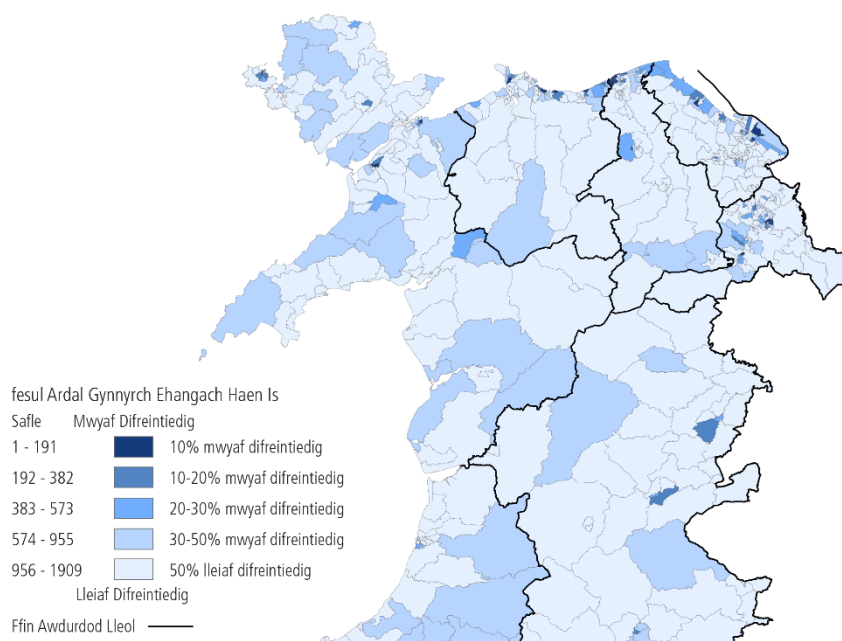 fesul Ardal Gynnyrch Ehangach Haen Is
Safle Mwyaf Difreintiedig
1 - 191 10% mwyaf difreintiedig
192 - 382 10-20% mwyaf difreintiedig
383 - 573 20-30% mwyaf difreintiedig
574 - 955 30-50% mwyaf difreintiedig
956 - 1909 50% lleiaf difreintiedig
Lleiaf Difreintiedig
Ffin Awdurdod Lleol